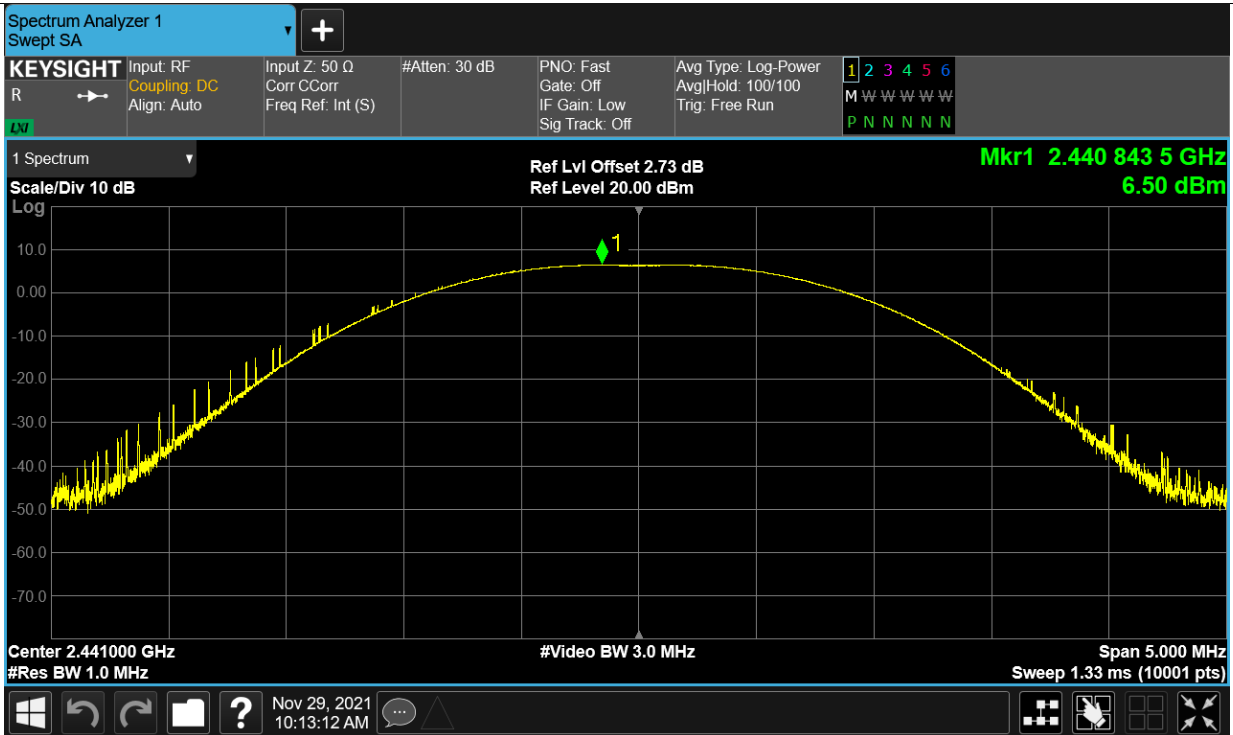 Spectrum Analyzer 1
Swept SA
+
KEYSIGHT
R
LXI
Input: RF
Coupling: DC
Align: Auto
Input Z: 50 Ω
Corr CCorr
Freq Ref: Int (S)
#Atten: 30 dB
PNO: Fast
Gate: Off
IF Gain: Low
Sig Track: Off
Avg Type: Log-Power
Avg|Hold: 100/100
Trig: Free Run
1 2 3 4 5 6
M W W W W W
P N N N N N
1 Spectrum
Scale/Div 10 dB
Ref Lvl Offset 2.73 dB
Ref Level 20.00 dBm
Mkr1 2.440 843 5 GHz
6.50 dBm
Log
1
10.0
0.00
-10.0
-20.0
-30.0
-40.0
-50.0
-60.0
-70.0
Center 2.441000 GHz
#Res BW 1.0 MHz
#Video BW 3.0 MHz
Span 5.000 MHz
Sweep 1.33 ms (10001 pts)
?
Nov 29, 2021
10:13:12 AM